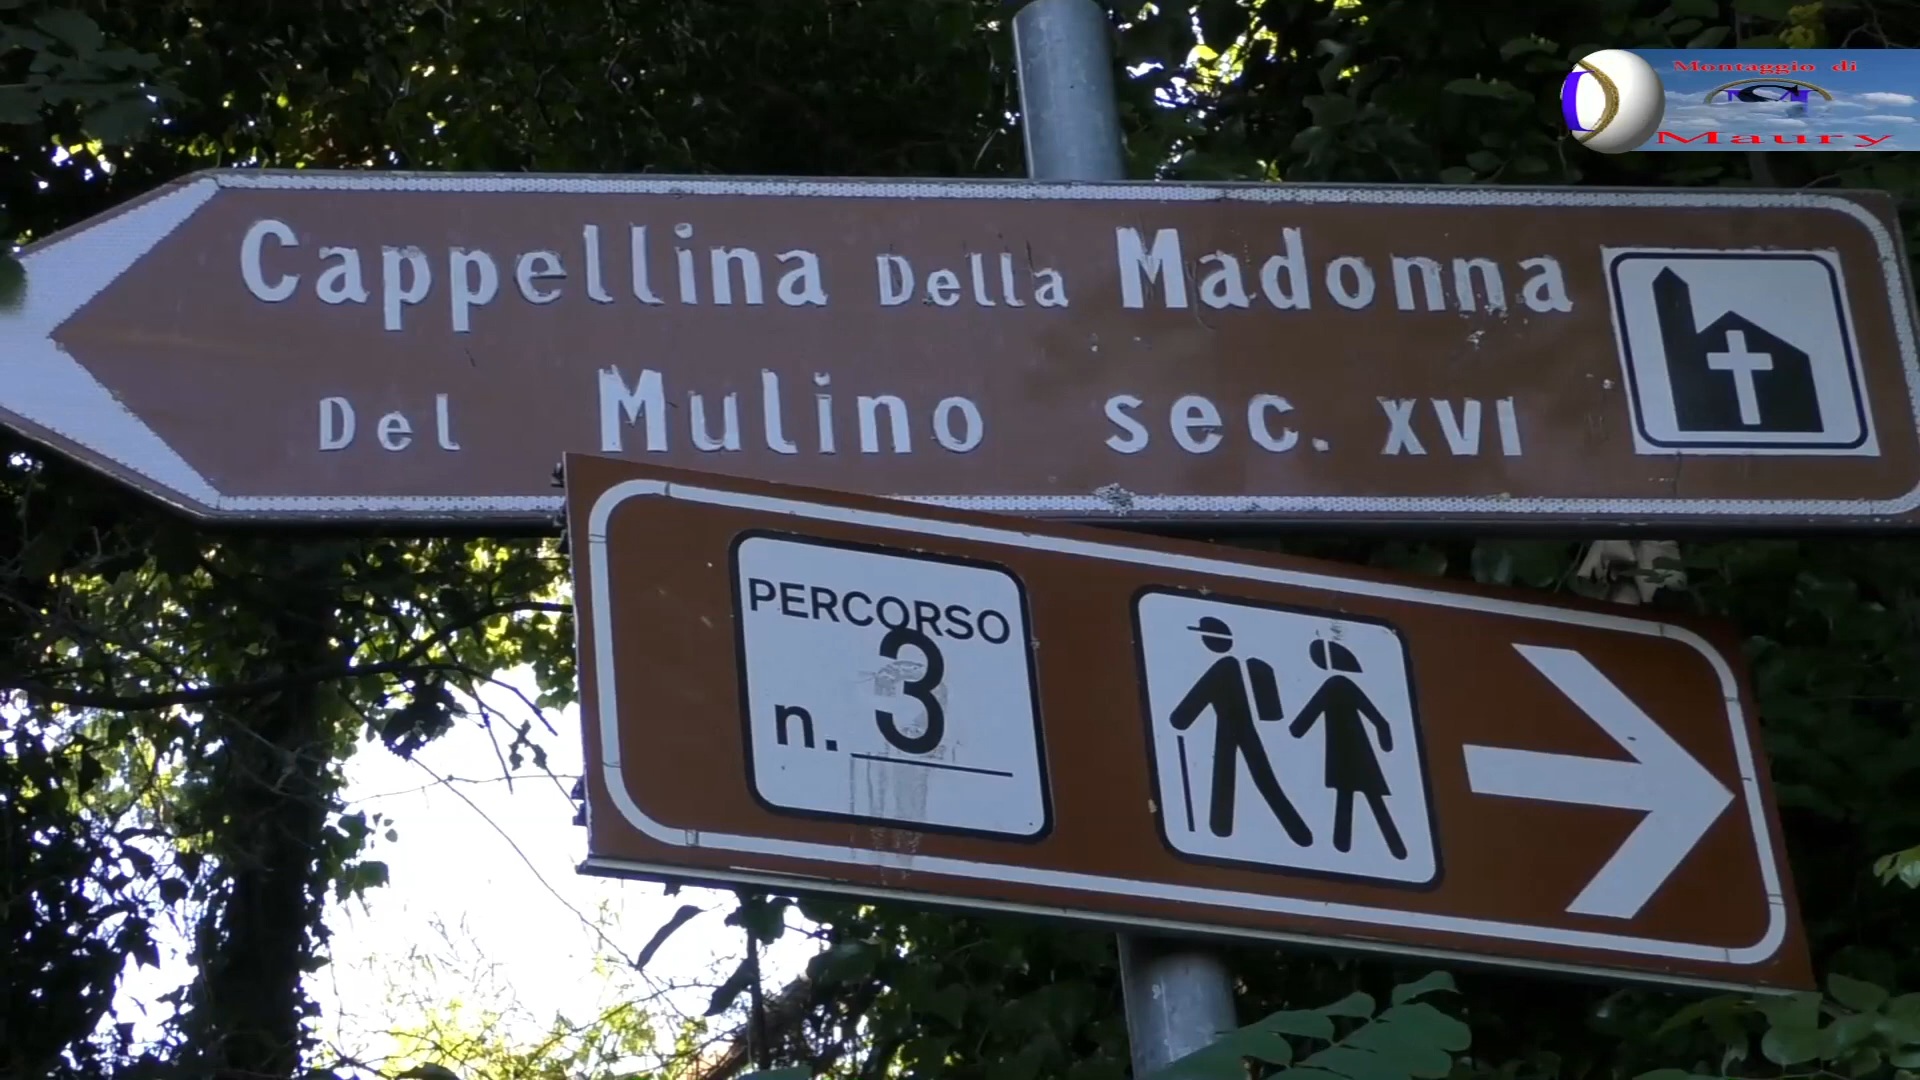 Montaggio di
Maury
Cappellina Della Madonna
Del Mulino sec. XVI
PERCORSO
n. 3